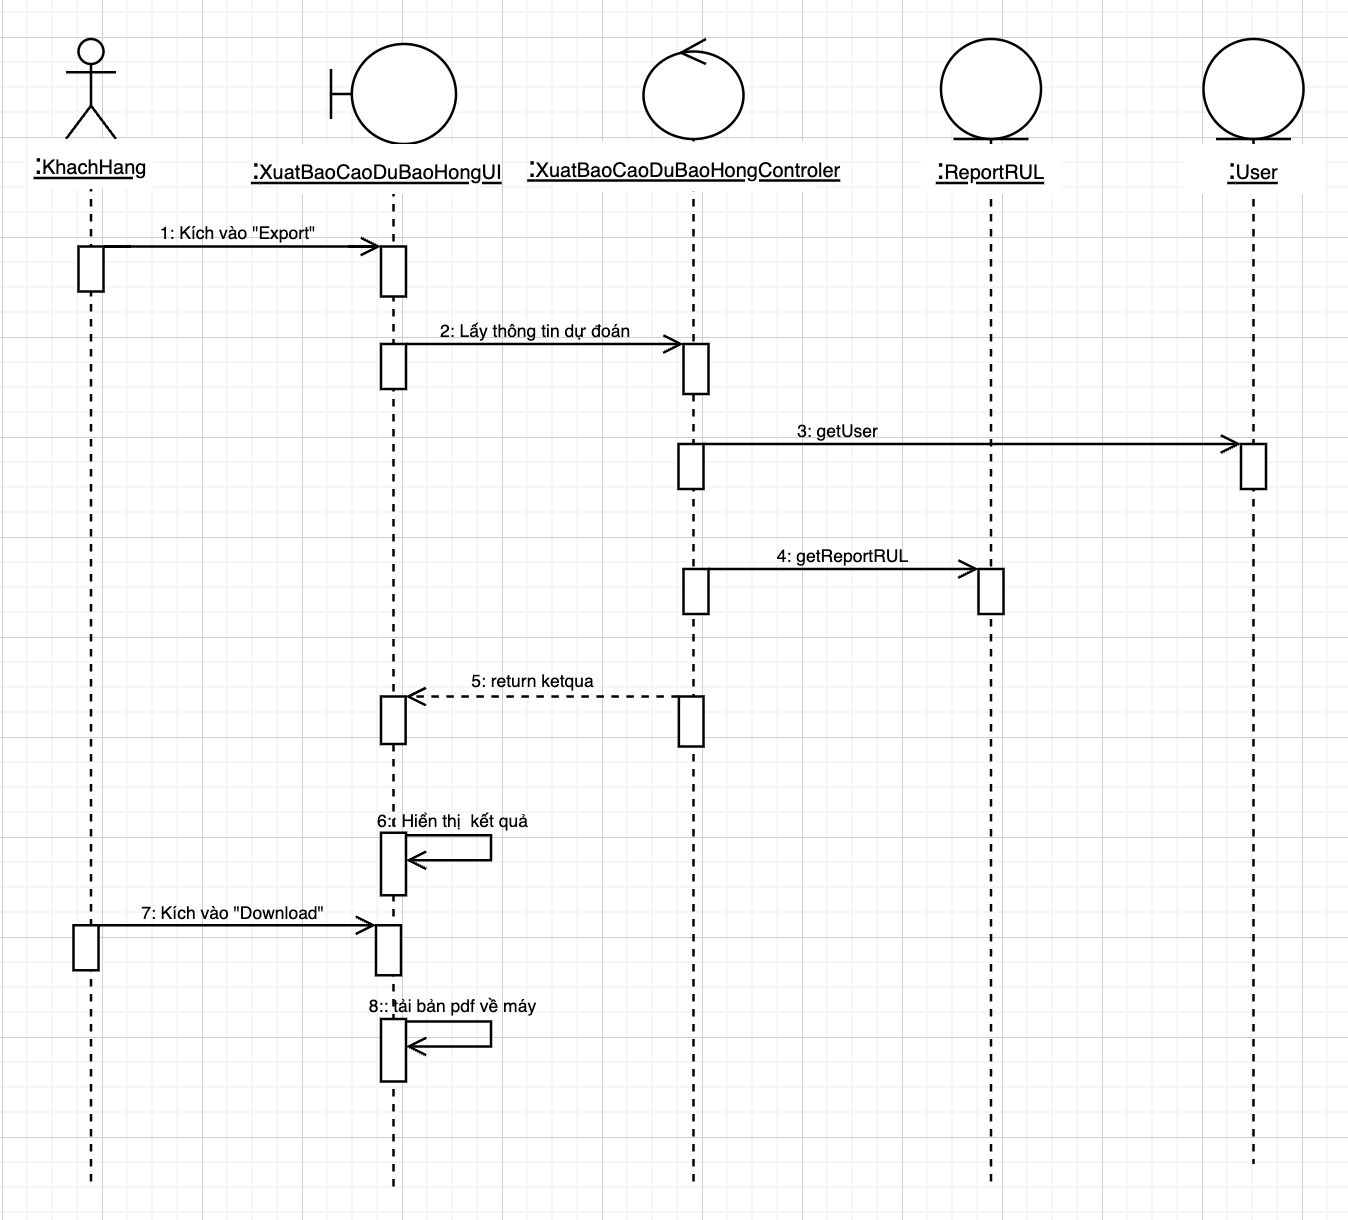 :KhachHang
:XuatBaoCaoDuBaoHongUI
:XuatBaoCaoDuBaoHongControler
:ReportRUL
:User
1: Kích vào "Export"
2: Lấy thông tin dự đoán
3: getUser
4: getReportRUL
5: return ketqua
6:: Hiển thị kết quả
7: Kích vào "Download"
8:: tải bản pdf về máy